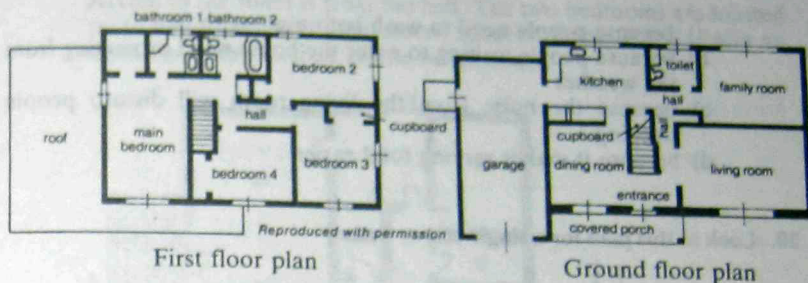 bathroom 1 bathroom 2
bedroom 2
hall
cupboard
roof
main
bedroom
bedroom 4
bedroom 3
Reproduced with permission
First floor plan
kitchen
toilet
family room
hall
hall
cupboard
garage
dining room
living room
entrance
covered porch
Ground floor plan